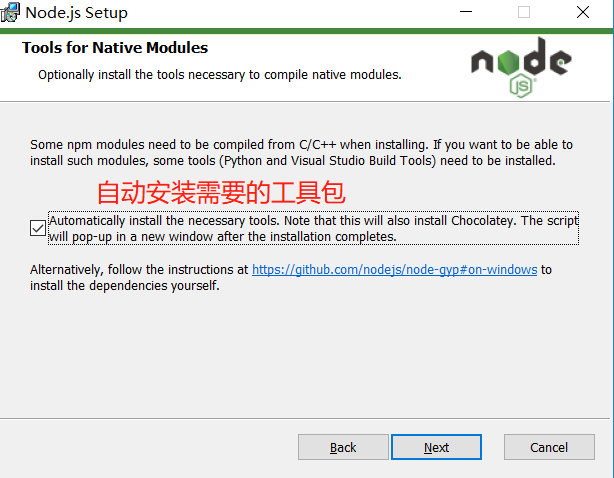 Node.js Setup
Tools for Native Modules
Optionally install the tools necessary to compile native modules.
node
JS
Some npm modules need to be compiled from C/C++ when installing. If you want to be able to
install such modules, some tools (Python and Visual Studio Build Tools) need to be installed.
自动安装需要的工具包
Automatically install the necessary tools. Note that this will also install Chocolatey. The script
will pop-up in a new window after the installation completes.
Alternatively, follow the instructions at https://github.com/nodejs/node-gyp#on-windows to
install the dependencies yourself.
Back Next Cancel